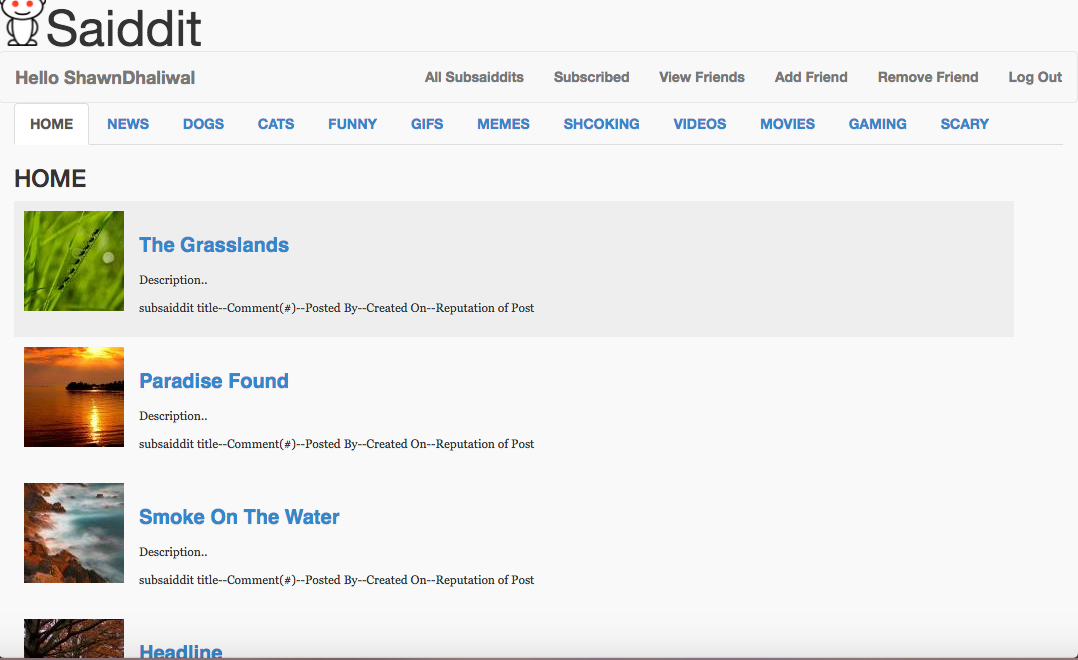 Saiddit
Hello ShawnDhaliwal All Subsaiddits Subscribed View Friends Add Friend Remove Friend Log Out
HOME NEWS DOGS CATS FUNNY GIFS MEMES SHCOKING VIDEOS MOVIES GAMING SCARY
HOME
The Grasslands
Description..
subsaiddit title--Comment(#)--Posted By--Created On--Reputation of Post
Paradise Found
Description..
subsaiddit title--Comment(#)--Posted By--Created On--Reputation of Post
Smoke On The Water
Description..
subsaiddit title--Comment(#)--Posted By--Created On--Reputation of Post
Headline